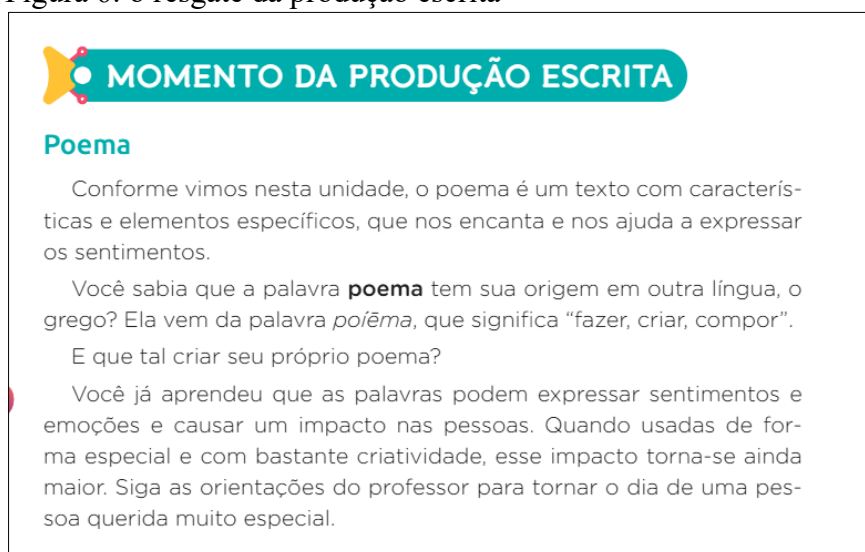 MOMENTO DA PRODUÇÃO ESCRITA
Poema
Conforme vimos nesta unidade, o poema é um texto com caracterís-
ticas e elementos específicos, que nos encanta e nos ajuda a expressar
os sentimentos.
Você sabia que a palavra poema tem sua origem em outra língua, o
grego? Ela vem da palavra poíēma, que significa “fazer, criar, compor”.
E que tal criar seu próprio poema?
Você já aprendeu que as palavras podem expressar sentimentos e
emoções e causar um impacto nas pessoas. Quando usadas de for-
ma especial e com bastante criatividade, esse impacto torna-se ainda
maior. Siga as orientações do professor para tornar o dia de uma pes-
soa querida muito especial.